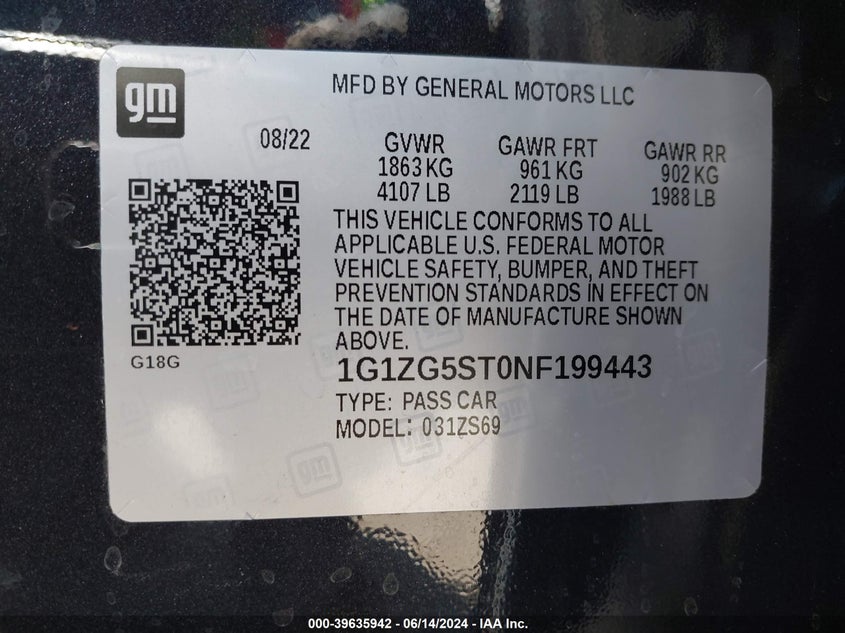 gm
MFD BY GENERAL MOTORS LLC
08/22 GVWR GAWR FRT GAWR RR
1863 KG 961 KG 902 KG
4107 LB 2119 LB 1988 LB
THIS VEHICLE CONFORMS TO ALL
APPLICABLE U.S. FEDERAL MOTOR
VEHICLE SAFETY, BUMPER, AND THEFT
PREVENTION STANDARDS IN EFFECT ON
THE DATE OF MANUFACTURE SHOWN
ABOVE.
G18G
1G1ZG5ST0NF199443
TYPE: PASS CAR
MODEL: 031ZS69
000-39635942 - 06/14/2024 - IAA Inc.